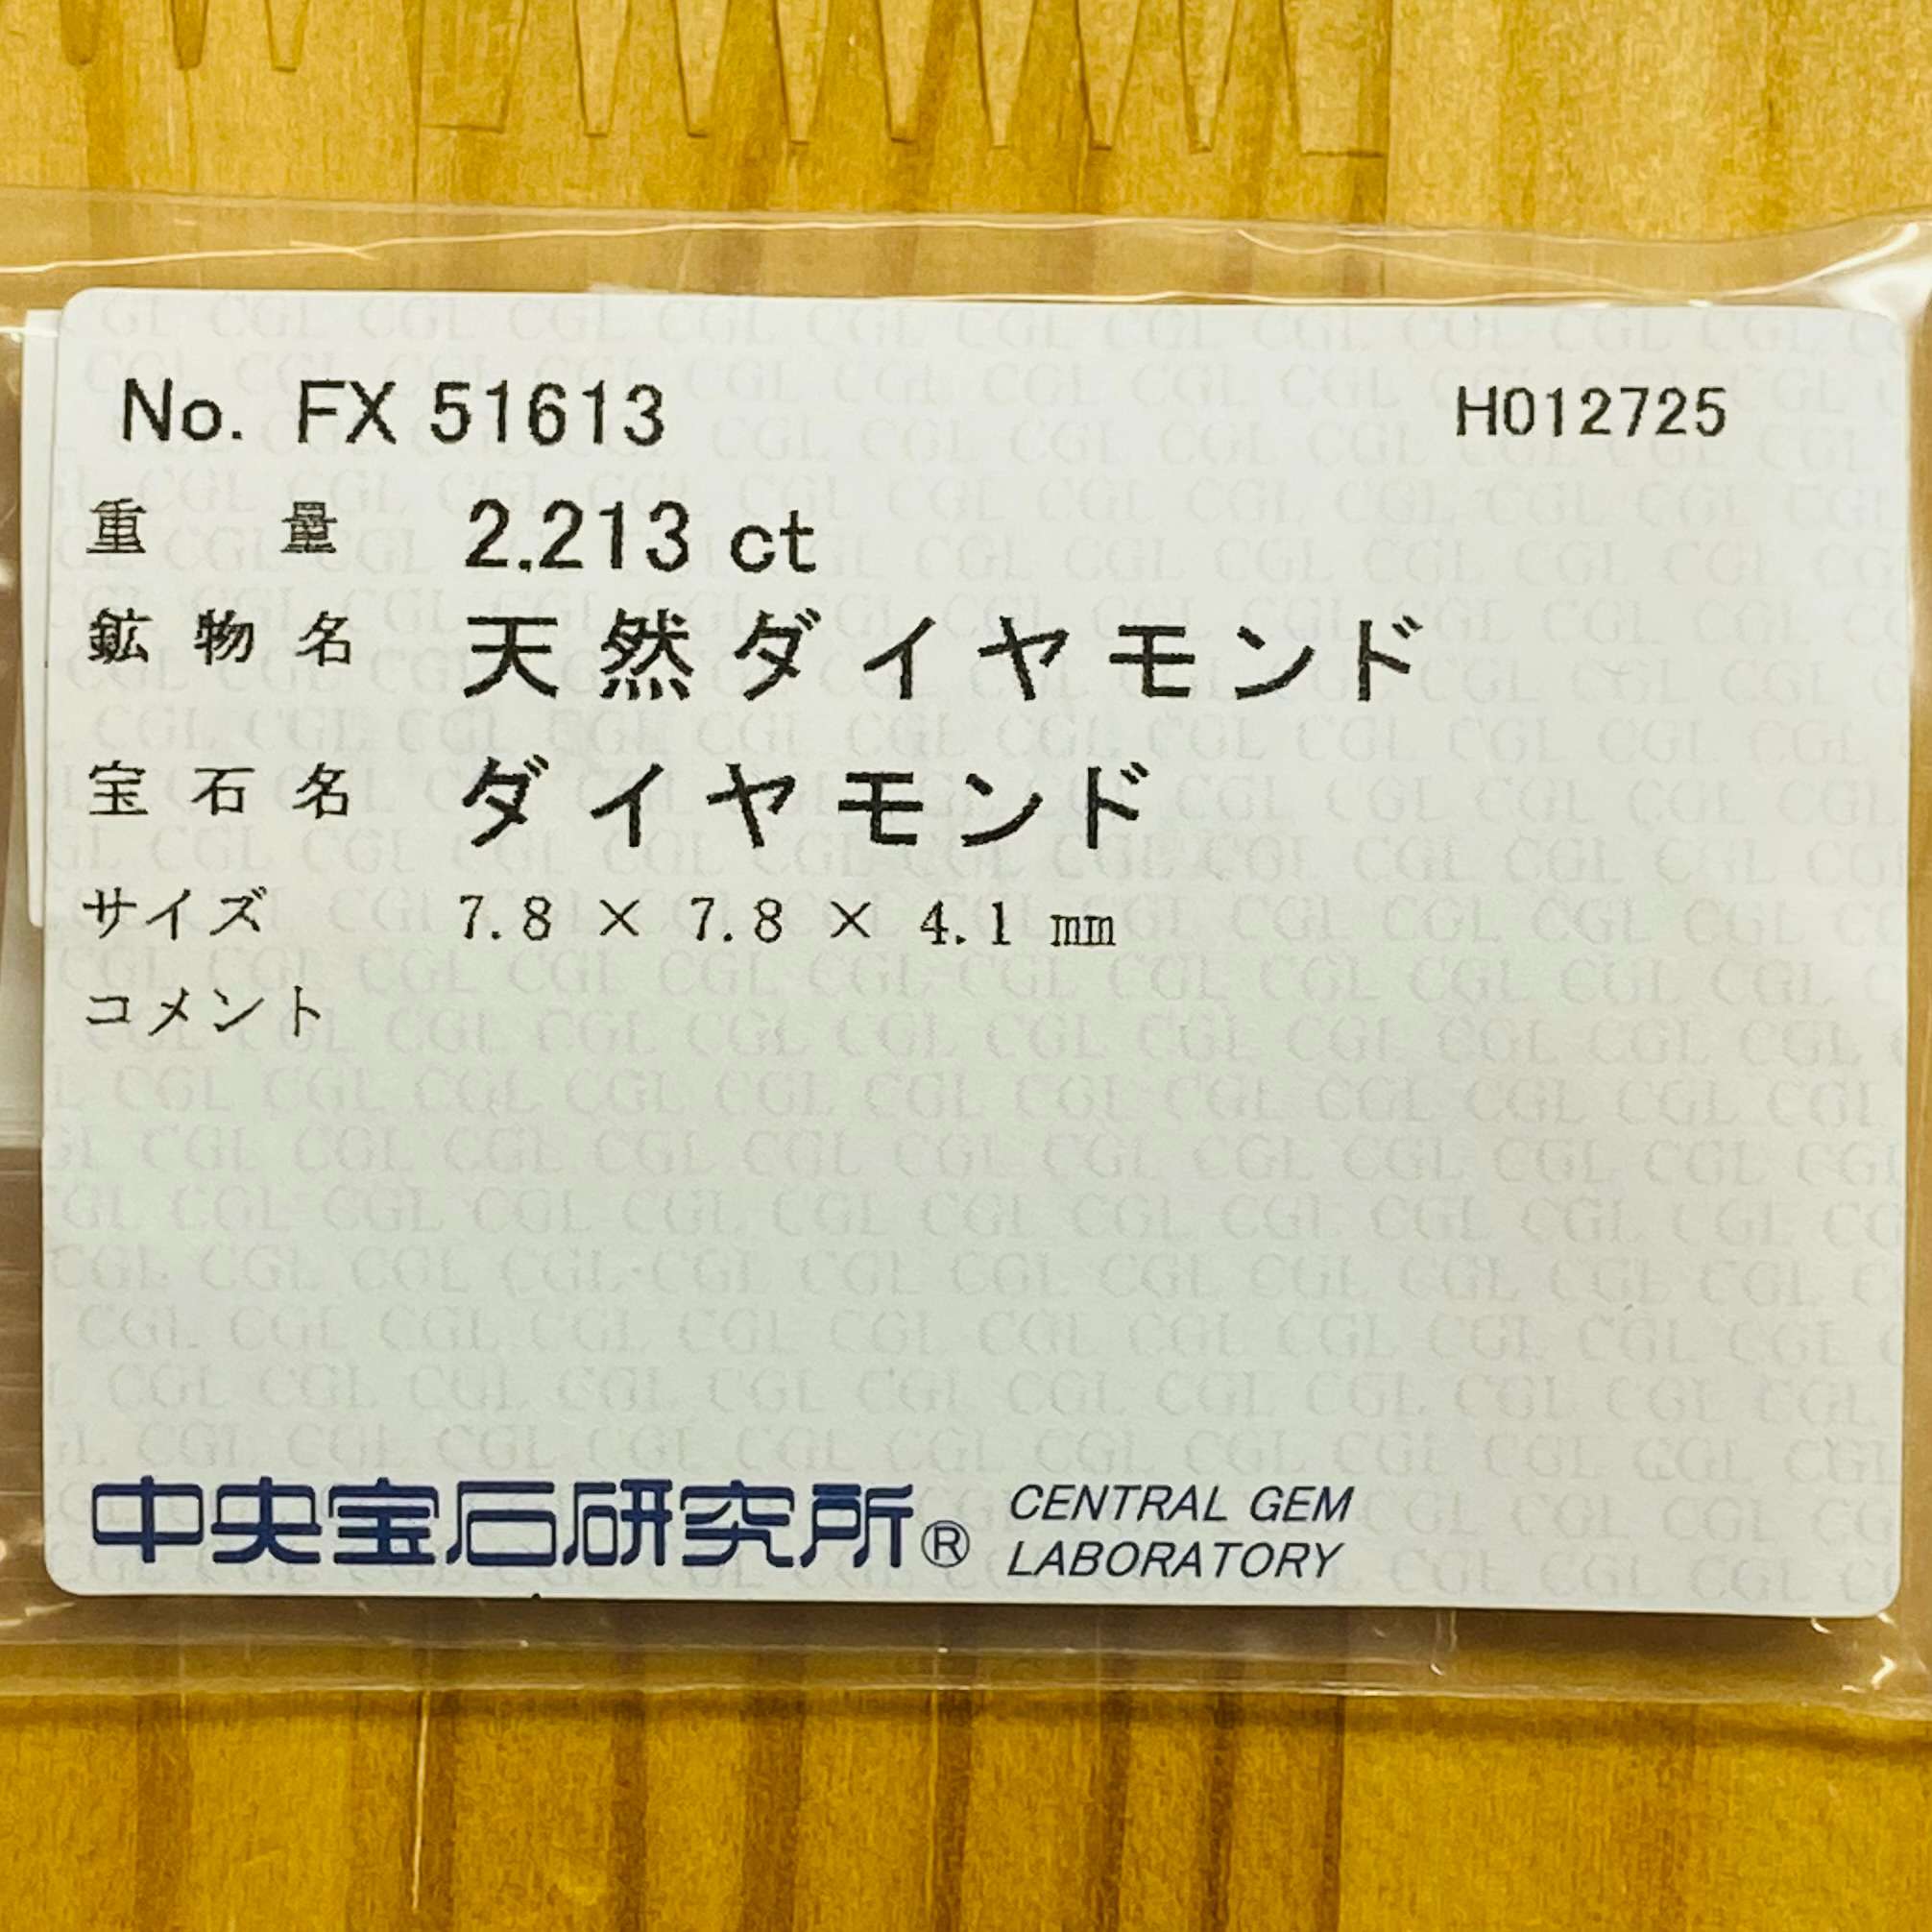 No. FX 51613 H012725
重量 2.213 ct
鉱物名 天然ダイヤモンド
宝石名 ダイヤモンド
サイズ 7.8 × 7.8 × 4.1 mm
コメント
中央宝石研究所® CENTRAL GEM
LABORATORY